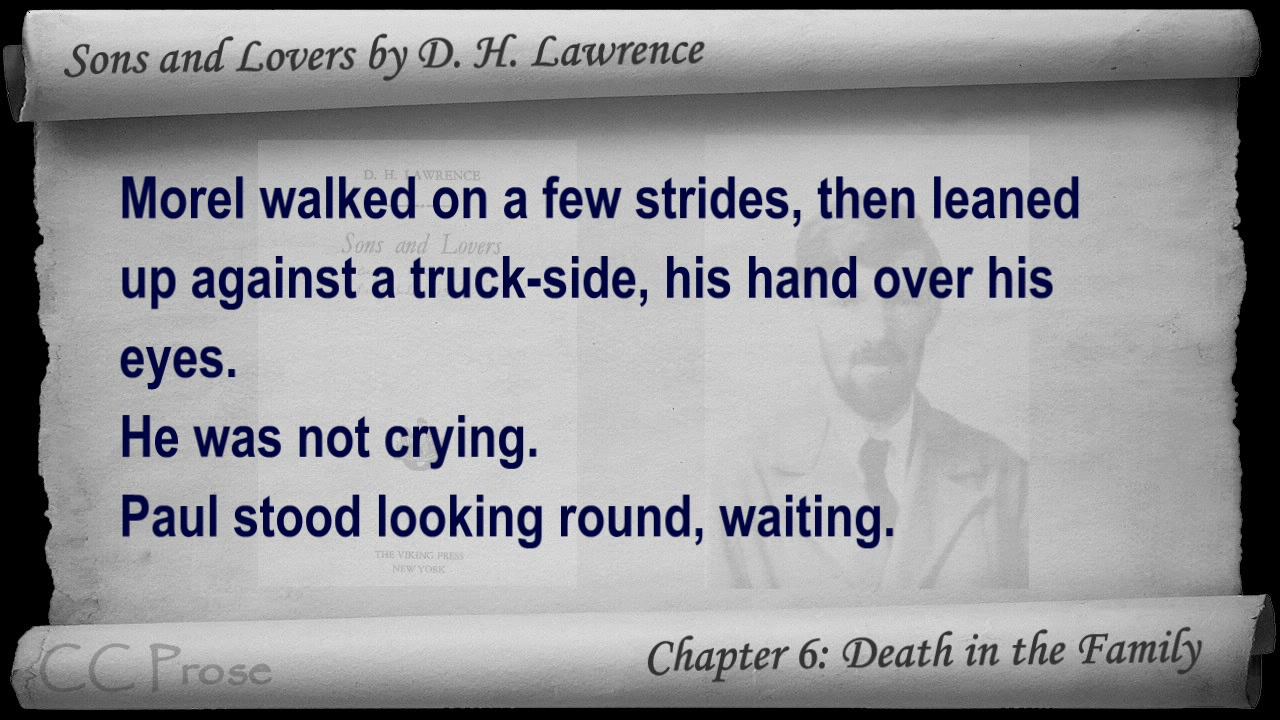 Sons and Lovers by D. H. Lawrence
D. H. LAWRENCE
Sons and Lovers
Morel walked on a few strides, then leaned
up against a truck-side, his hand over his
eyes.
He was not crying.
Paul stood looking round, waiting.
THE VIKING PRESS
NEW YORK
CC Prose
Chapter 6: Death in the Family